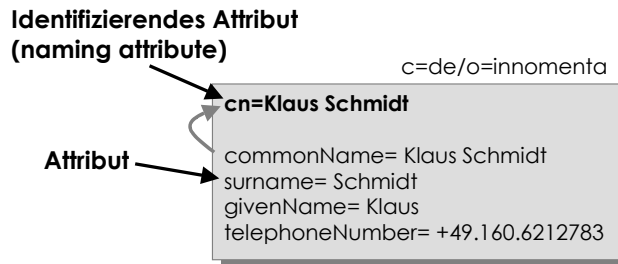 Identifizierendes Attribut
(naming attribute)
c=de/o=innomenta
cn=Klaus Schmidt
commonName= Klaus Schmidt
Attribut
surname= Schmidt
givenName= Klaus
telephoneNumber= +49.160.6212783